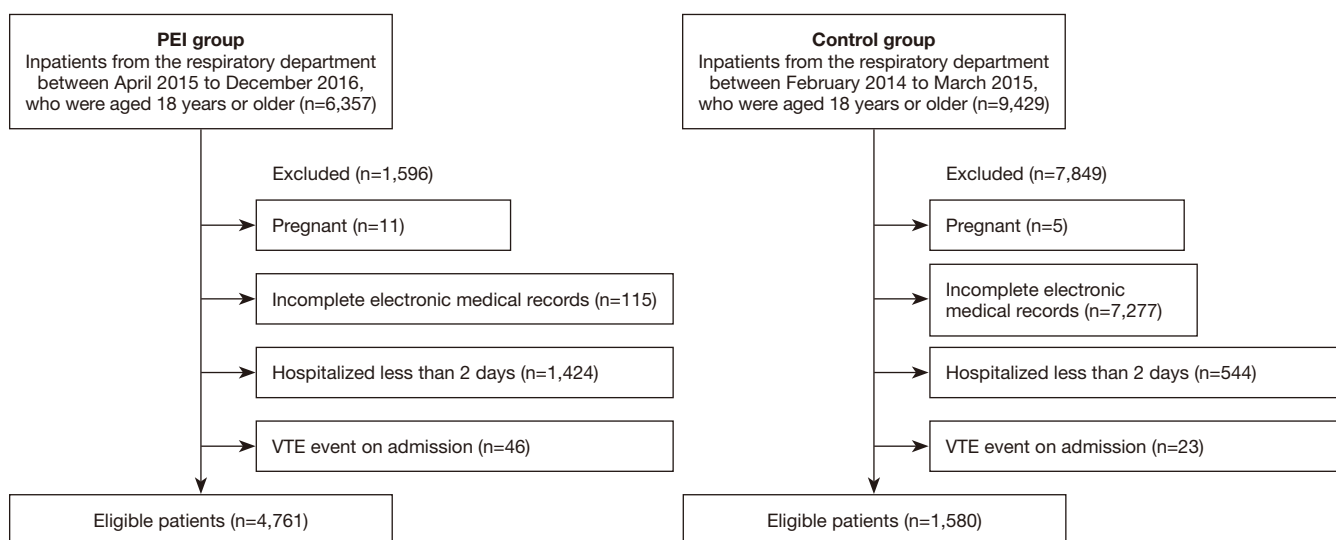 PEI group
Inpatients from the respiratory department
between April 2015 to December 2016,
who were aged 18 years or older (n=6,357)
Excluded (n=1,596)
Pregnant (n=11)
Incomplete electronic medical records (n=115)
Hospitalized less than 2 days (n=1,424)
VTE event on admission (n=46)
Eligible patients (n=4,761)
Control group
Inpatients from the respiratory department
between February 2014 to March 2015,
who were aged 18 years or older (n=9,429)
Excluded (n=7,849)
Pregnant (n=5)
Incomplete electronic
medical records (n=7,277)
Hospitalized less than 2 days (n=544)
VTE event on admission (n=23)
Eligible patients (n=1,580)